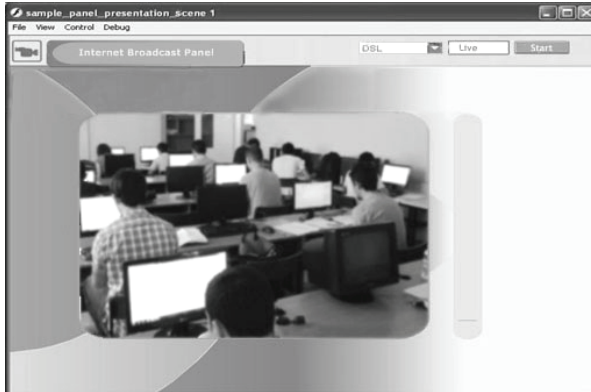 sample_panel_presentation_scene 1
File View Control Debug
Internet Broadcast Panel
DSL
Live
Start